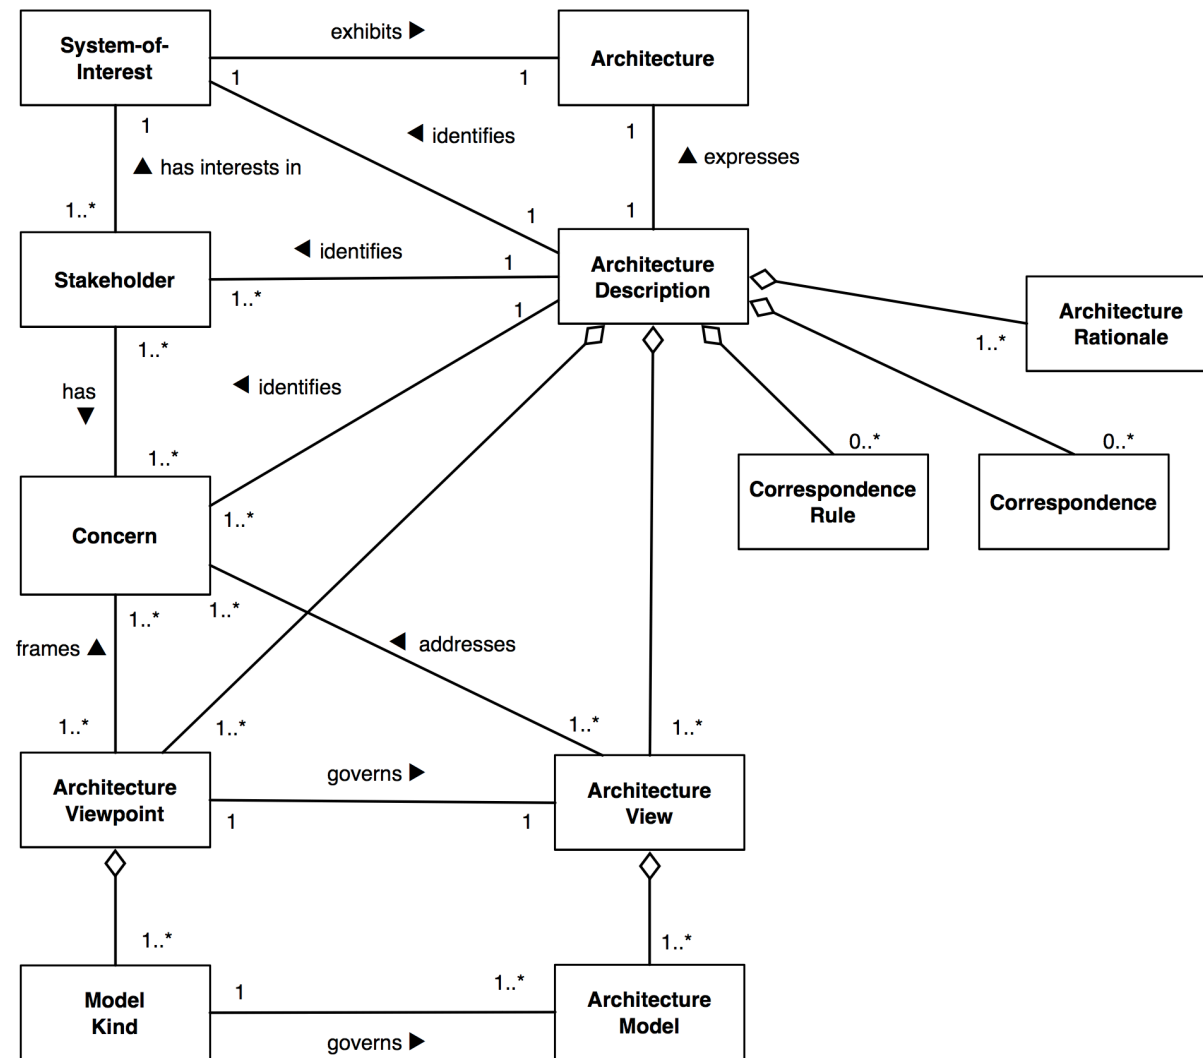 System-of-
Interest
exhibits ▶
Architecture
1
1
1
◀ identifies
1
▲ expresses
▲ has interests in
1..*
1
1
Stakeholder
◀ identifies
1
Architecture
Description
1..*
1
Architecture
Rationale
1..*
1..*
has
▼
◀ identifies
1..*
0..*
0..*
Concern
1..*
Correspondence
Rule
Correspondence
1..*
1..*
frames ▲
◀ addresses
1..*
1..*
1..*
1..*
Architecture
Viewpoint
governs ▶
Architecture
View
1
1
1..*
1..*
Model
Kind
1
1..*
Architecture
Model
governs ▶